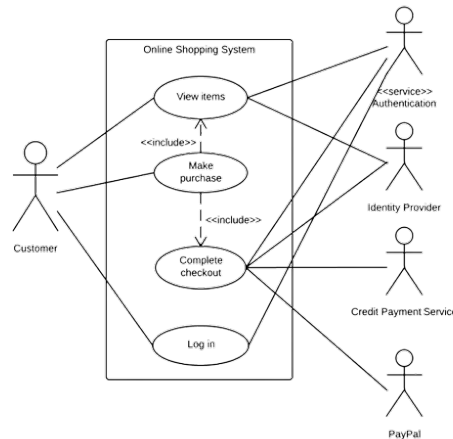 Online Shopping System
View items
<<include>>
Make
purchase
<<include>>
Complete
checkout
Log in
Customer
<<service>>
Authentication
Identity Provider
Credit Payment Service
PayPal